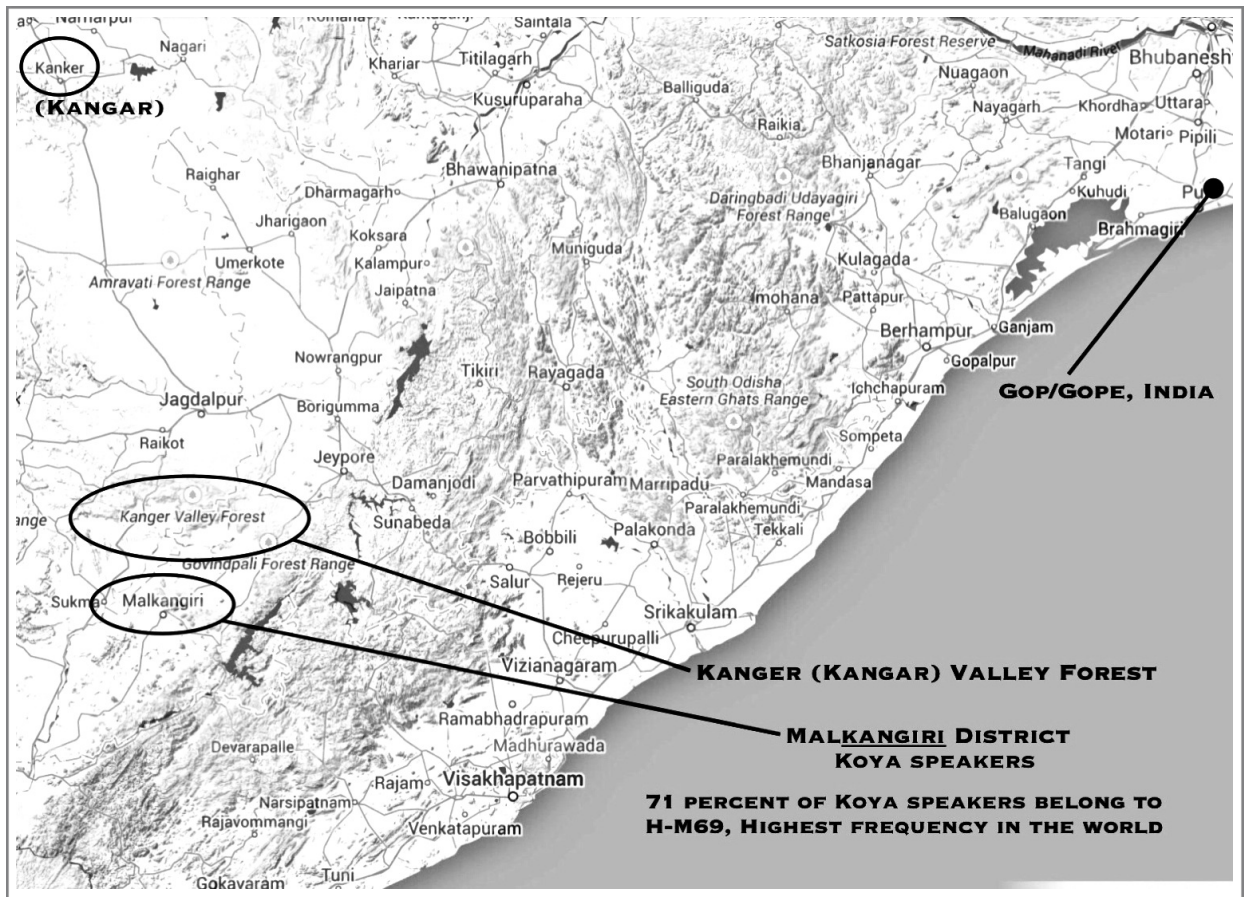 Narharpur
Nagari
Komana
Saintala
Kanker
(KANGAR)
Khariar
Titilagarh
Kusuruparaha
Satkosia Forest Reserve
Mahanadi River
Bhubanesh
Balliguda
Nuagaon
Nayagarh
Khordha
Uttara
Raikia
Motari
Pipili
Raighar
Dharmagarh
Bhawanipatna
Bhanjanagar
Tangi
Kuhudi
Pu
Daringbadi Udayagiri
Forest Range
Jharigaon
Koksara
Muniguda
Balugaon
Brahmagiri
Umerkote
Kalampur
Kulagada
Amravati Forest Range
Jaipatna
mohana
Pattapur
Berhampur
Ganjam
Nowrangpur
Tikiri
Rayagada
Gopalpur
South Odisha
Eastern Ghats Range
Ichchapuram
GOP/GOPE, INDIA
Jagdalpur
Borigumma
Raikot
Sompeta
Jeypore
Paralakhemundi
Damanjodi
Parvathipuram
Marripadu
Mandasa
Kanger Valley Forest
ange
Sunabeda
Paralakhemundi
Bobbili
Palakonda
Tekkali
Govindpali Forest Range
Salur
Rejeru
Sukma
Malkangiri
Srikakulam
Cheepurupalli
Vizianagaram
KANGER (KANGAR) VALLEY FOREST
Ramabhadrapuram
MALKANGIRI DISTRICT
KOYA SPEAKERS
Devarapalle
Madhurawada
Rajam
Visakhapatnam
71 PERCENT OF KOYA SPEAKERS BELONG TO
H-M69, HIGHEST FREQUENCY IN THE WORLD
Narsipatnam
Rajavommangi
Venkatapuram
Tuni
Gokavaram